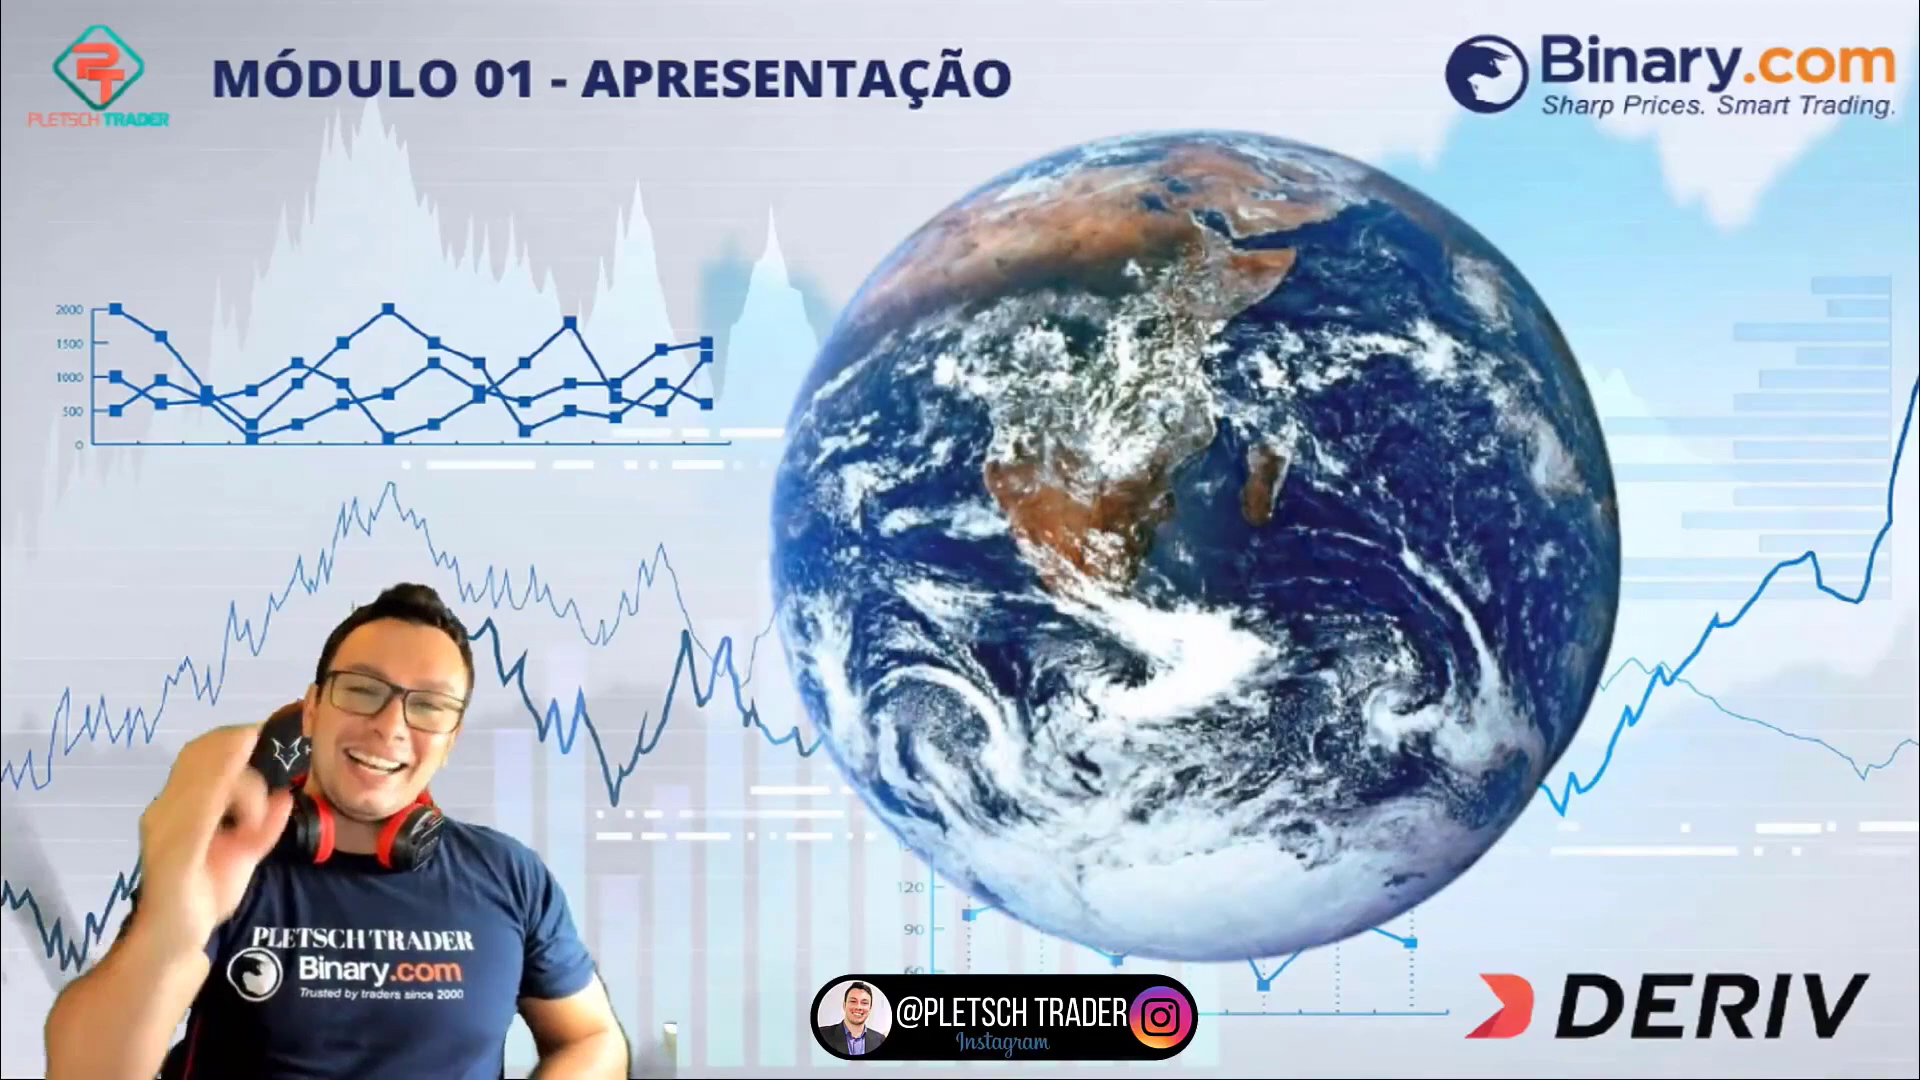 PLETSCH TRADER
MÓDULO 01 - APRESENTAÇÃO
Binary.com
Sharp Prices. Smart Trading.
2000
1500
1000
500
0
120
90
60
PLETSCH TRADER
Binary.com
Trusted by traders since 2000
@PLETSCH TRADER
Instagram
DERIV